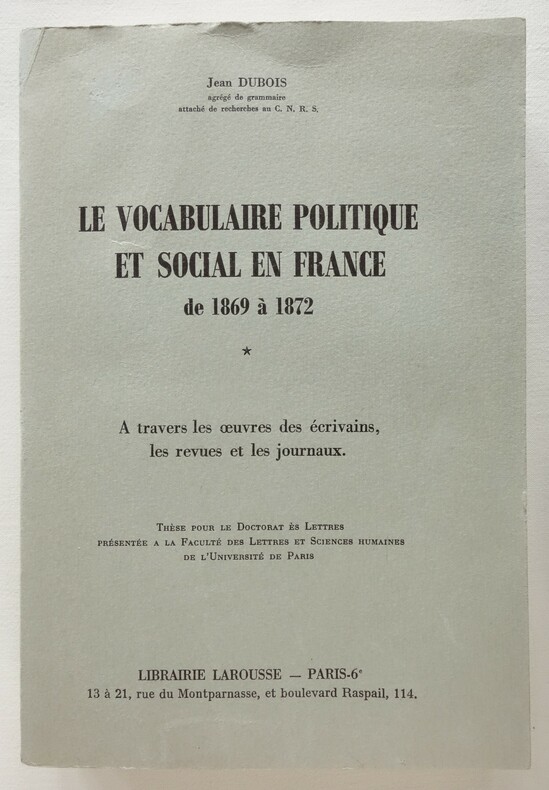 Jean DUBOIS
agrégé de grammaire
attaché de recherches au C. N. R. S.
LE VOCABULAIRE POLITIQUE
ET SOCIAL EN FRANCE
de 1869 à 1872
★
A travers les œuvres des écrivains,
les revues et les journaux.
Thèse pour le Doctorat ès Lettres
présentée a la Faculté des Lettres et Sciences humaines
de l'Université de Paris
LIBRAIRIE LAROUSSE — PARIS-6e
13 à 21, rue du Montparnasse, et boulevard Raspail, 114.